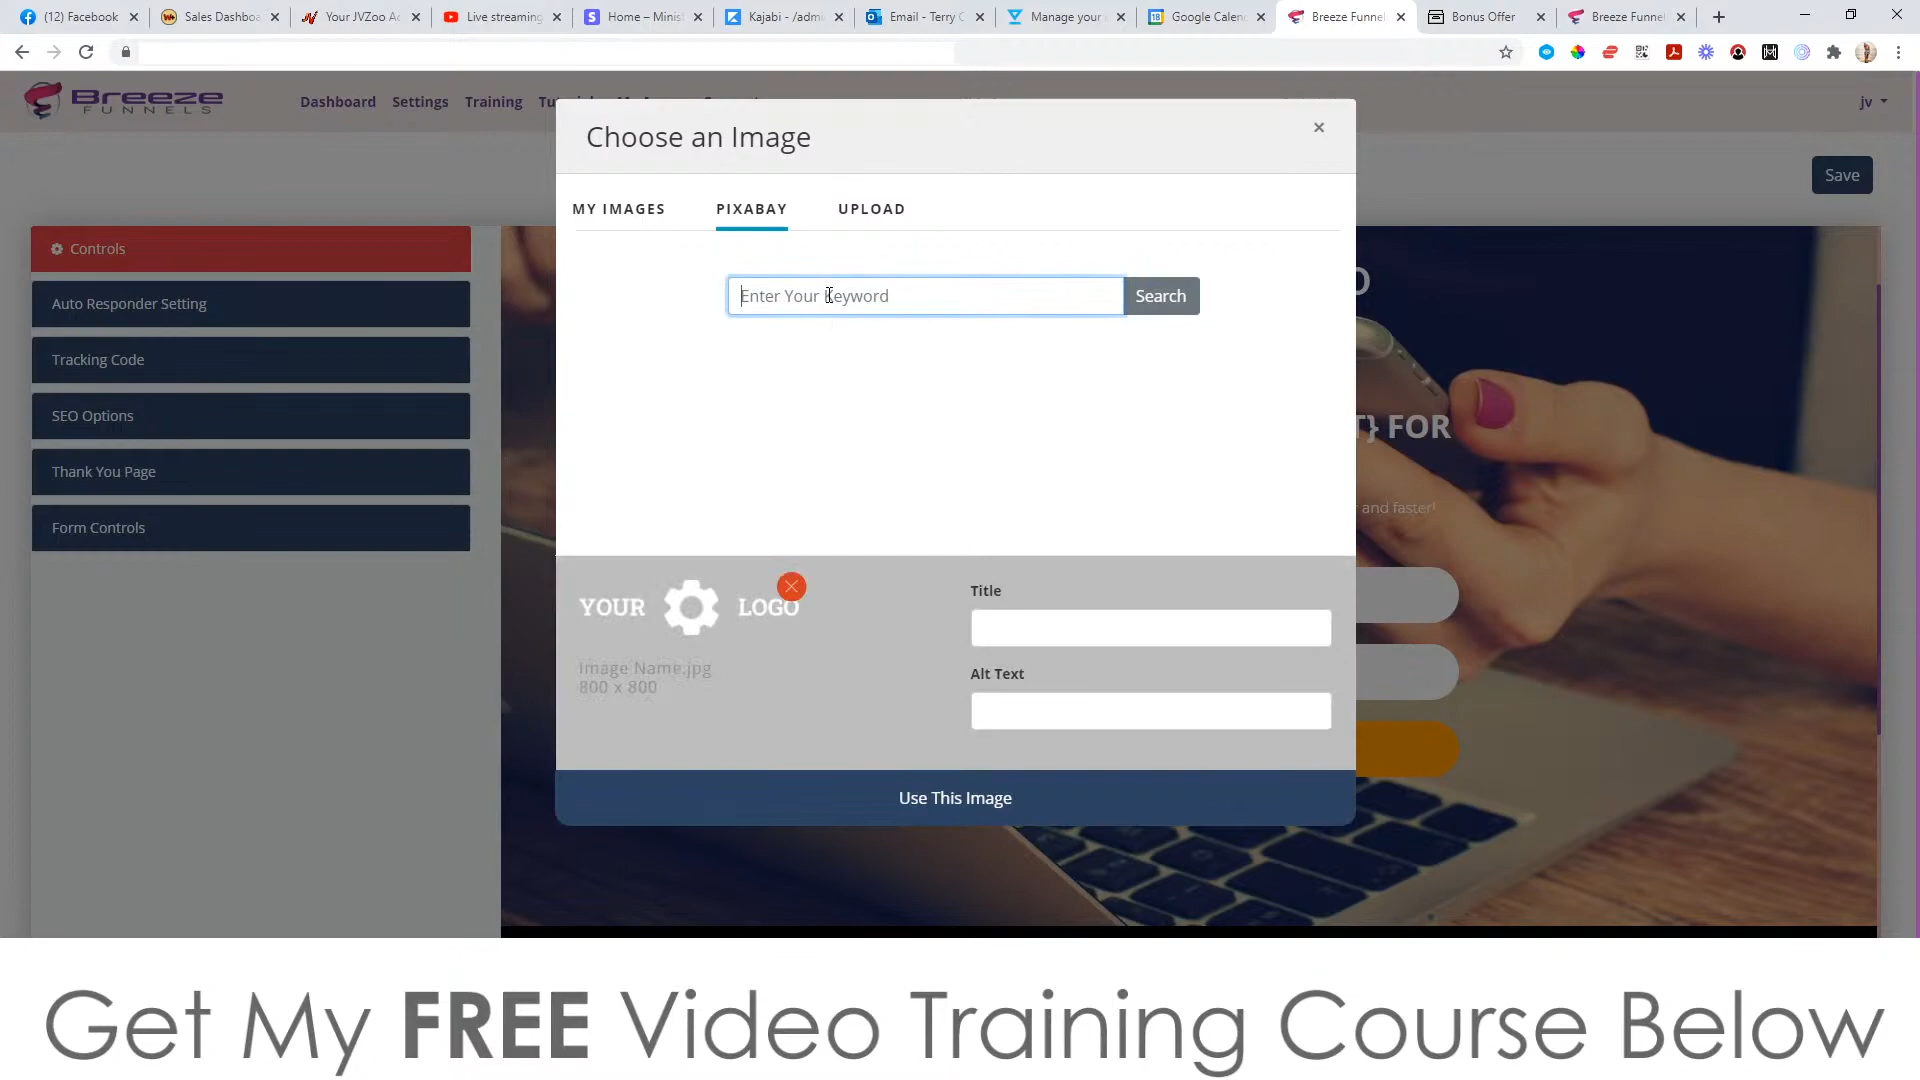 (12) Facebook
Sales Dashboa
Your JVZoo Ac
Live streaming
Home – Minis
Kajabi - /admi
Email - Terry C
Manage your
Google Calen
Breeze Funnel
Bonus Offer
Breeze Funnel
Breeze
FUNNELS
Dashboard
Settings
Training
jv
Choose an Image
×
Save
MY IMAGES
PIXABAY
UPLOAD
Controls
Enter Your Keyword
Search
Auto Responder Setting
Tracking Code
SEO Options
T} FOR
Thank You Page
and faster!
Form Controls
YOUR LOGO
Title
Image Name.jpg
800 x 800
Alt Text
Use This Image
Get My FREE Video Training Course Below